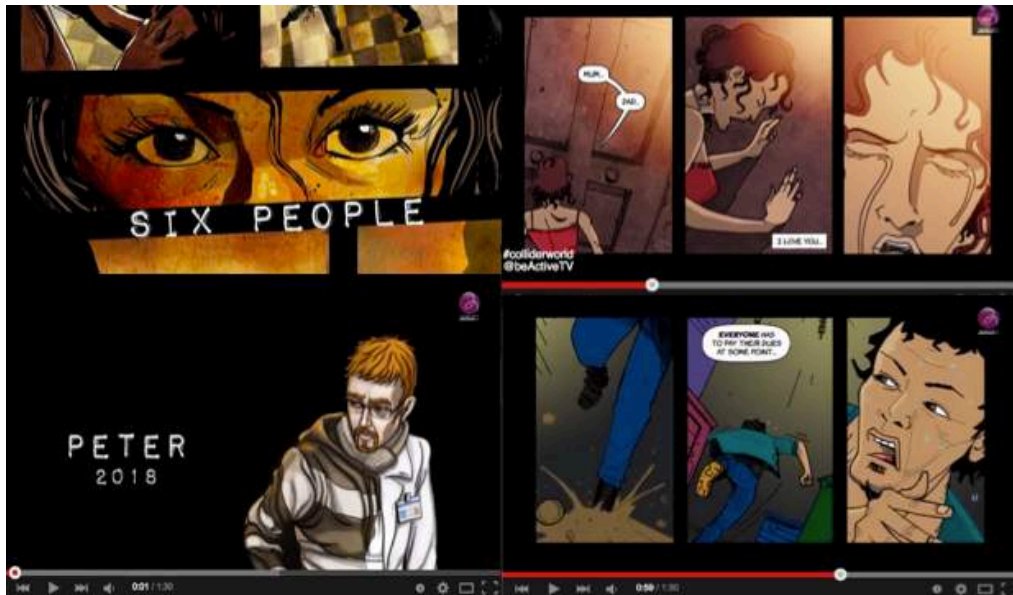 SIX PEOPLE
MUM..
DAD..
I LOVE YOU..
#colliderworld
@beActiveTV
PETER
2018
0:01 / 1:30
EVERYONE HAS
TO PAY THEIR DUES
AT SOME POINT...
0:59 / 1:30